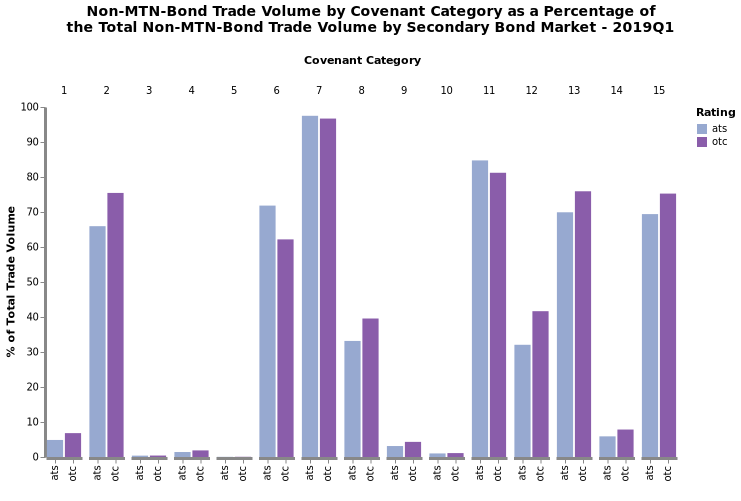 Non-MTN-Bond Trade Volume by Covenant Category as a Percentage of
the Total Non-MTN-Bond Trade Volume by Secondary Bond Market - 2019Q1
Covenant Category
1 2 3 4 5 6 7 8 9 10 11 12 13 14 15
Rating
ats
otc
% of Total Trade Volume
100
90
80
70
60
50
40
30
20
10
0
ats otc ats otc ats otc ats otc ats otc ats otc ats otc ats otc ats otc ats otc ats otc ats otc ats otc ats otc ats otc